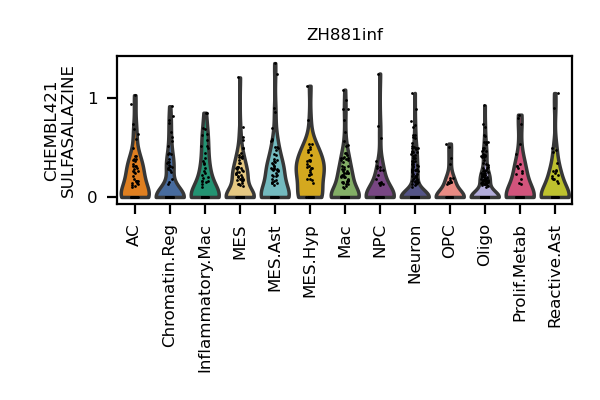 ZH881inf
CHEMBL421
SULFASALAZINE
1
0
AC
Chromatin.Reg
Inflammatory.Mac
MES
MES.Ast
MES.Hyp
Mac
NPC
Neuron
OPC
Oligo
Prolif.Metab
Reactive.Ast